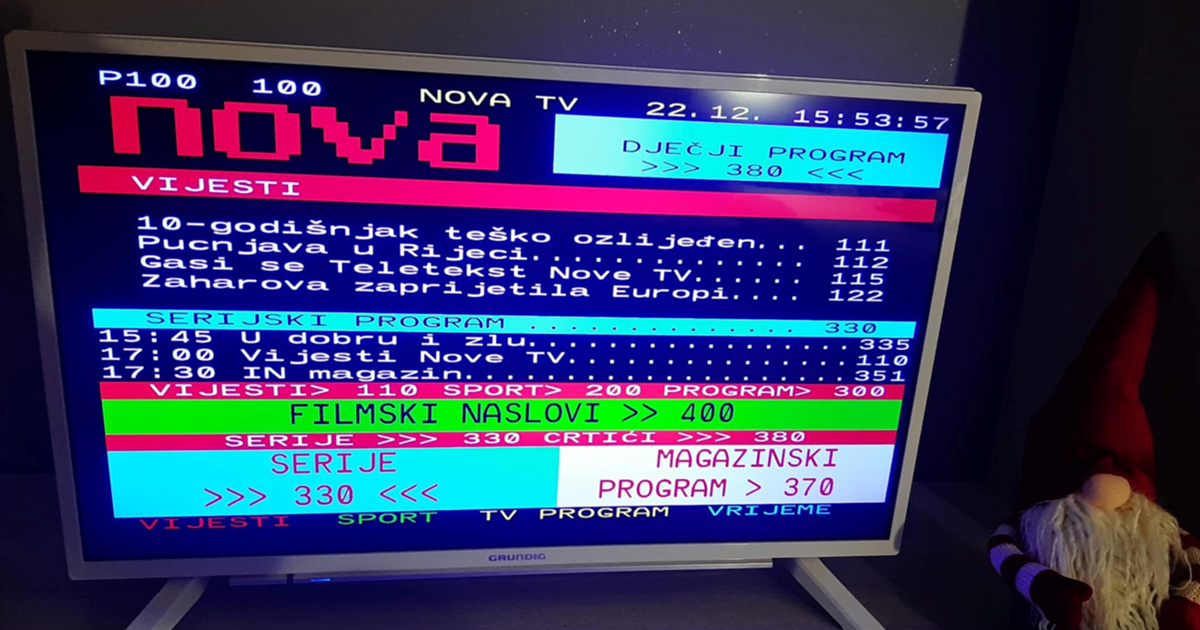 P100 100 NOVA TV 22.12. 15:53:57
nova
DJEČJI PROGRAM
>>> 380 <<<
VIJESTI
10-godišnjak teško ozlijeđen... 111
Pucnjava u Rijeci.............. 112
Gasi se Teletekst Nove TV...... 115
Zaharova zaprijetila Europi.... 122
SERIJSKI PROGRAM .............. 330
15:45 U dobru i zlu................335
17:00 Vijesti Nove TV..............110
17:30 IN magazin...................351
VIJESTI> 110 SPORT> 200 PROGRAM> 300
FILMSKI NASLOVI >> 400
SERIJE >>> 330 CRTIĆI >>> 380
SERIJE
>>> 330 <<<
MAGAZINSKI
PROGRAM > 370
VIJESTI SPORT TV PROGRAM VRIJEME
GRUNDIG